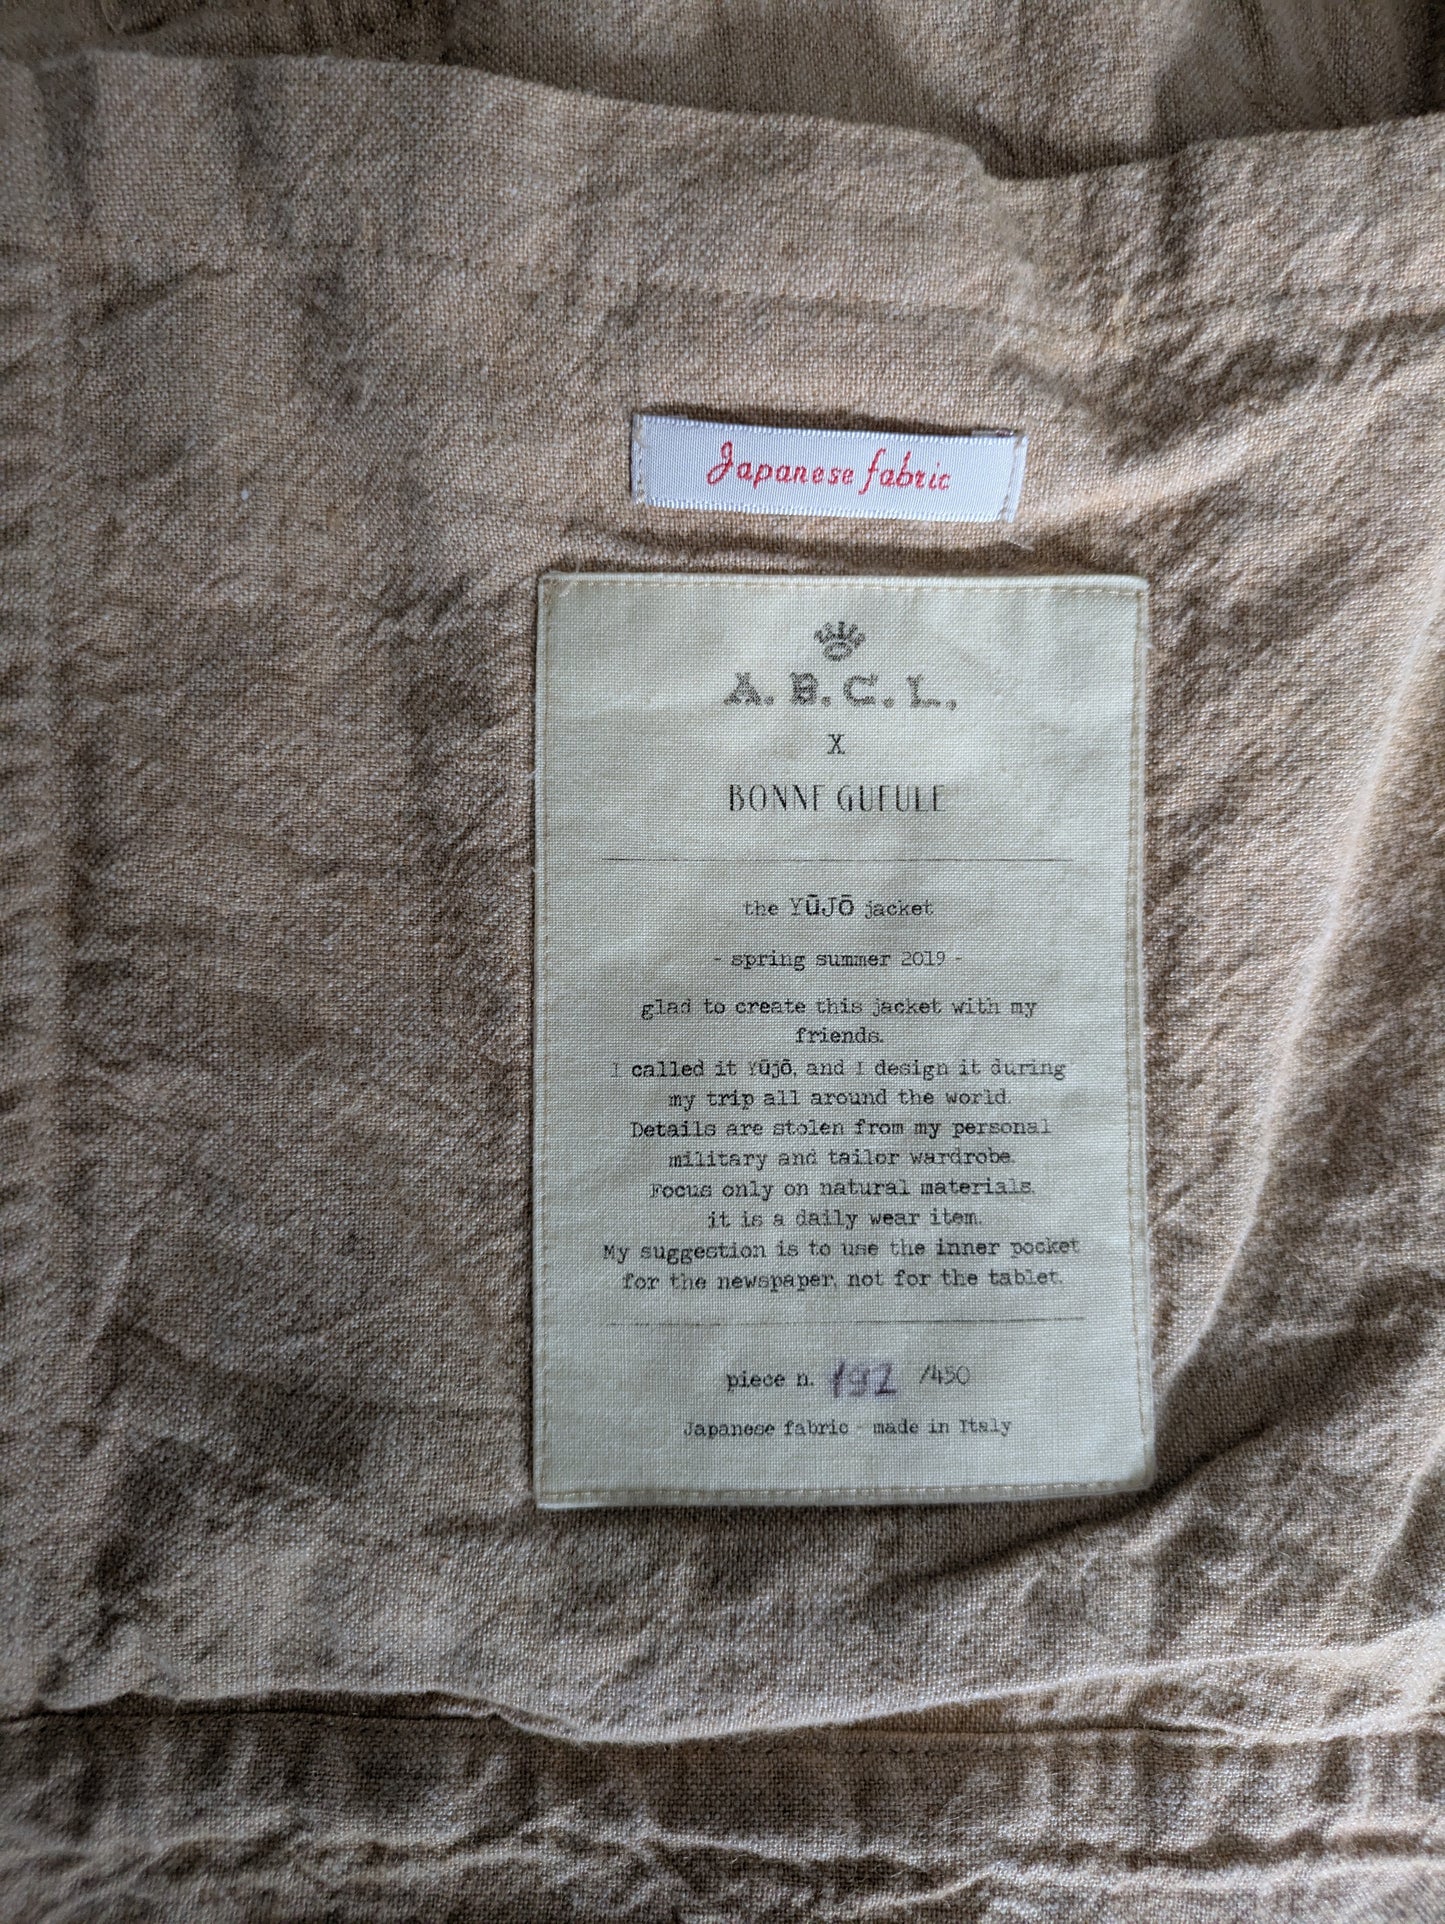 Japanese fabric
A.B.C.L.
X
BONNE GUEULE
the YūJō jacket
- spring summer 2019 -
glad to create this jacket with my
friends.
I called it Yūjō, and I design it during
my trip all around the world.
Details are stolen from my personal
military and tailor wardrobe.
Focus only on natural materials.
it is a daily wear item.
My suggestion is to use the inner pocket
for the newspaper, not for the tablet.
piece n. 192 /450
Japanese fabric - made in Italy